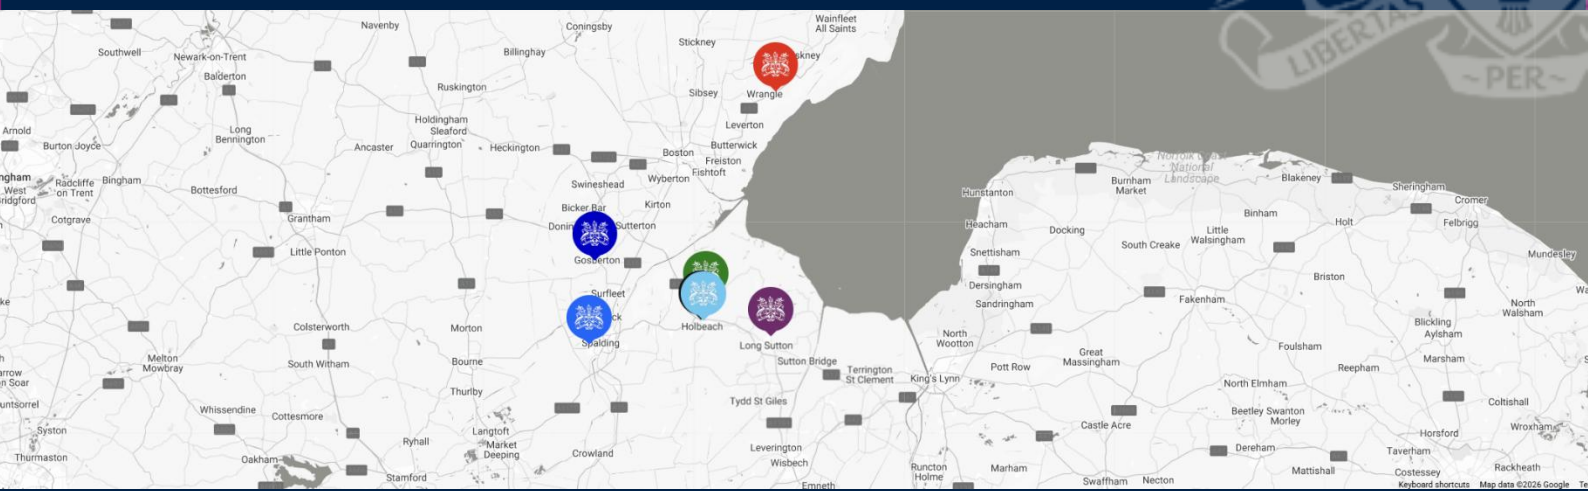 LIBERTAS
~PER~
Wainfleet
All Saints
Navenby
Coningsby
Stickney
Southwell
Newark-on-Trent
Billinghay
Balderton
Ruskington
Sibsey
Wrangle
Holdingham
Sleaford
Leverton
Arnold
Long
Bennington
Burton Joyce
Ancaster
Quarrington
Heckington
Boston
Butterwick
Freiston
Fishtoft
Norfolk Coast
National
Landscape
West
Radcliffe
on Trent
Bingham
Bottesford
Swineshead
Wyberton
Hunstanton
Burnham
Market
Blakeney
Sheringham
Cromer
Cotgrave
Grantham
Bicker Bar
Kirton
Sutterton
Heacham
Docking
Binham
Little
Walsingham
Holt
Felbrigg
Little Ponton
Gosberton
Snettisham
South Creake
Mundesley
Dersingham
Sandringham
Briston
Surfleet
Fakenham
North
Walsham
Colsterworth
Morton
Spalding
Holbeach
Long Sutton
North
Wootton
Blickling
Aylsham
Melton
Mowbray
South Witham
Bourne
Sutton Bridge
Great
Massingham
Foulsham
Marsham
Terrington
St Clement
King's Lynn
Pott Row
Reepham
Thurlby
North Elmham
Whissendine
Cottesmore
Tydd St Giles
Coltishall
Beetley Swanton
Morley
Syston
Ryhall
Langtoft
Market
Deeping
Castle Acre
Horsford
Wroxham
Thurmaston
Oakham
Crowland
Leverington
Wisbech
Dereham
Taverham
Stamford
Emneth
Runcton
Holme
Marham
Swaffham
Necton
Mattishall
Costessey
Rackheath
Keyboard shortcuts Map data ©2026 Google